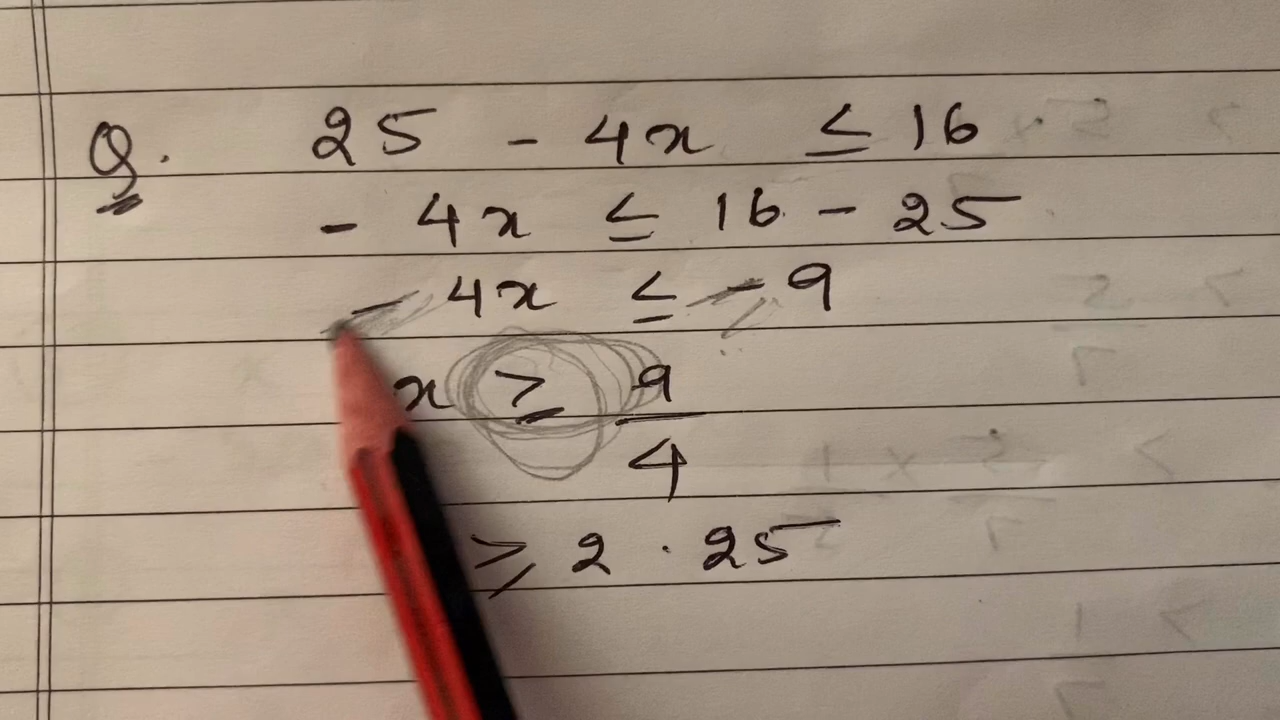 Q. 25 - 4x ≤ 16
- 4x ≤ 16 - 25
- 4x ≤ - 9
x ≥ 9/4
≥ 2.25